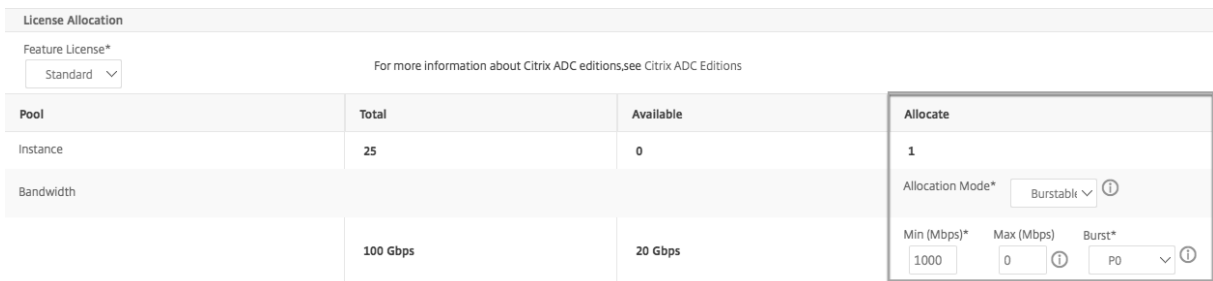 License Allocation
Feature License*
Standard
For more information about Citrix ADC editions,see Citrix ADC Editions
Pool Total Available Allocate
Instance 25 0 1
Bandwidth Allocation Mode* Burstable
Min (Mbps)* Max (Mbps) Burst*
100 Gbps 20 Gbps 1000 0 P0